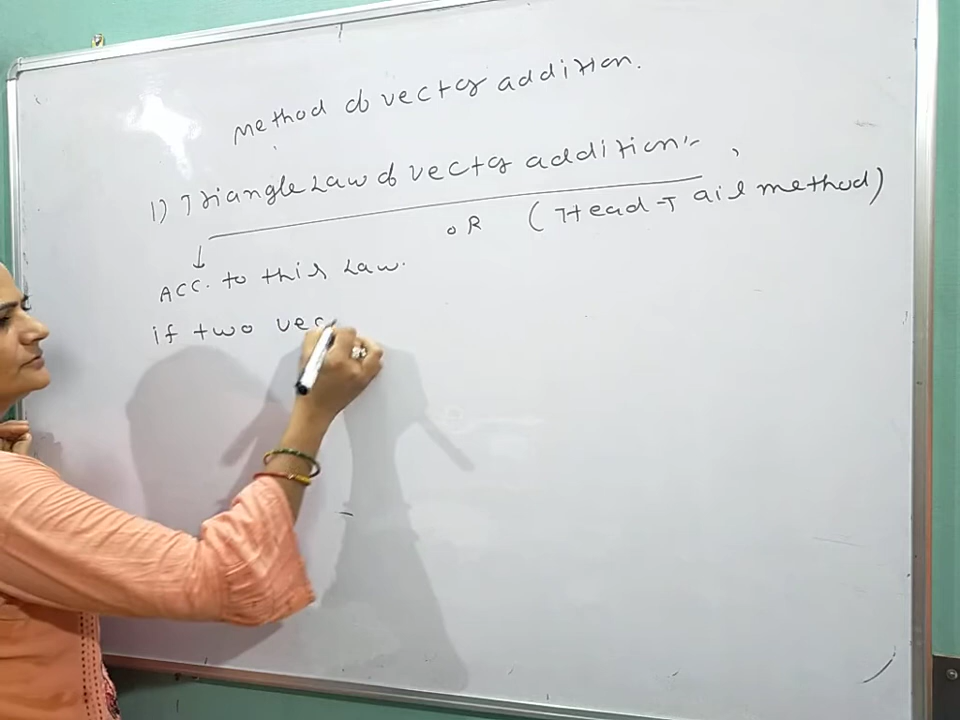 Method of vector addition.
1) Triangle Law of vector addition:-
OR (Head-Tail method)
Acc. to this Law.
if two vec